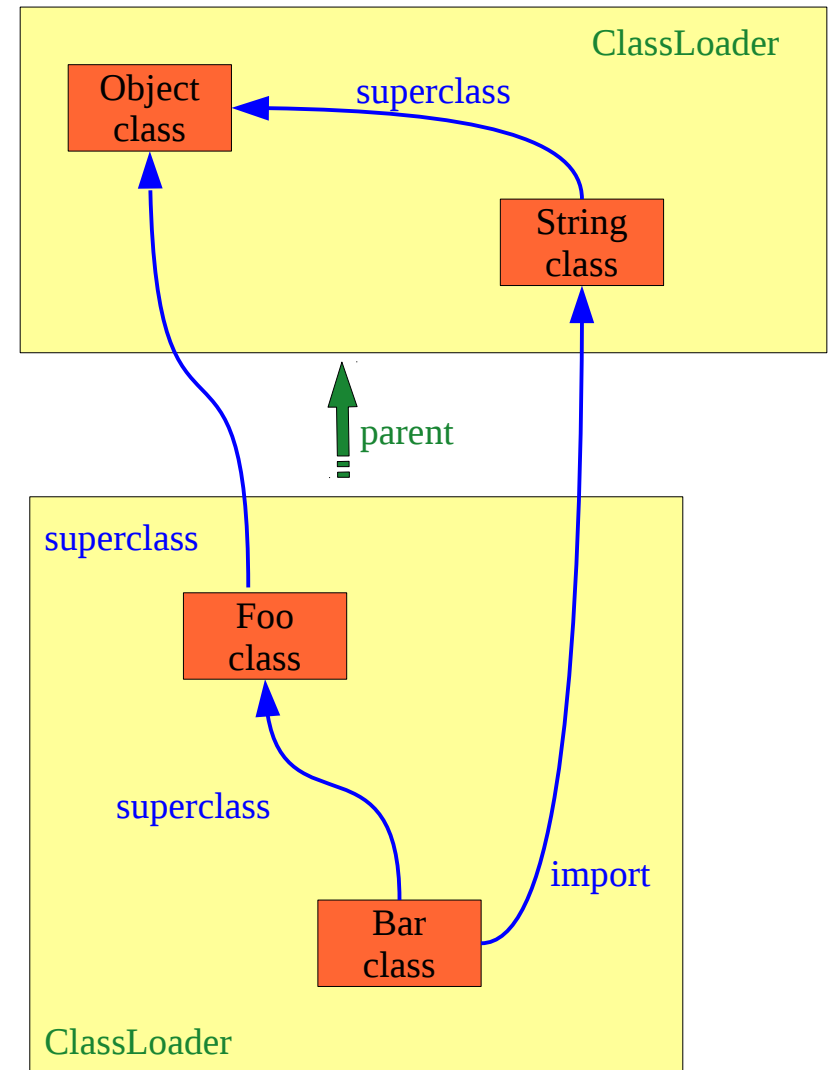 ClassLoader
Object
class
superclass
String
class
parent
superclass
Foo
class
superclass
import
Bar
class
ClassLoader